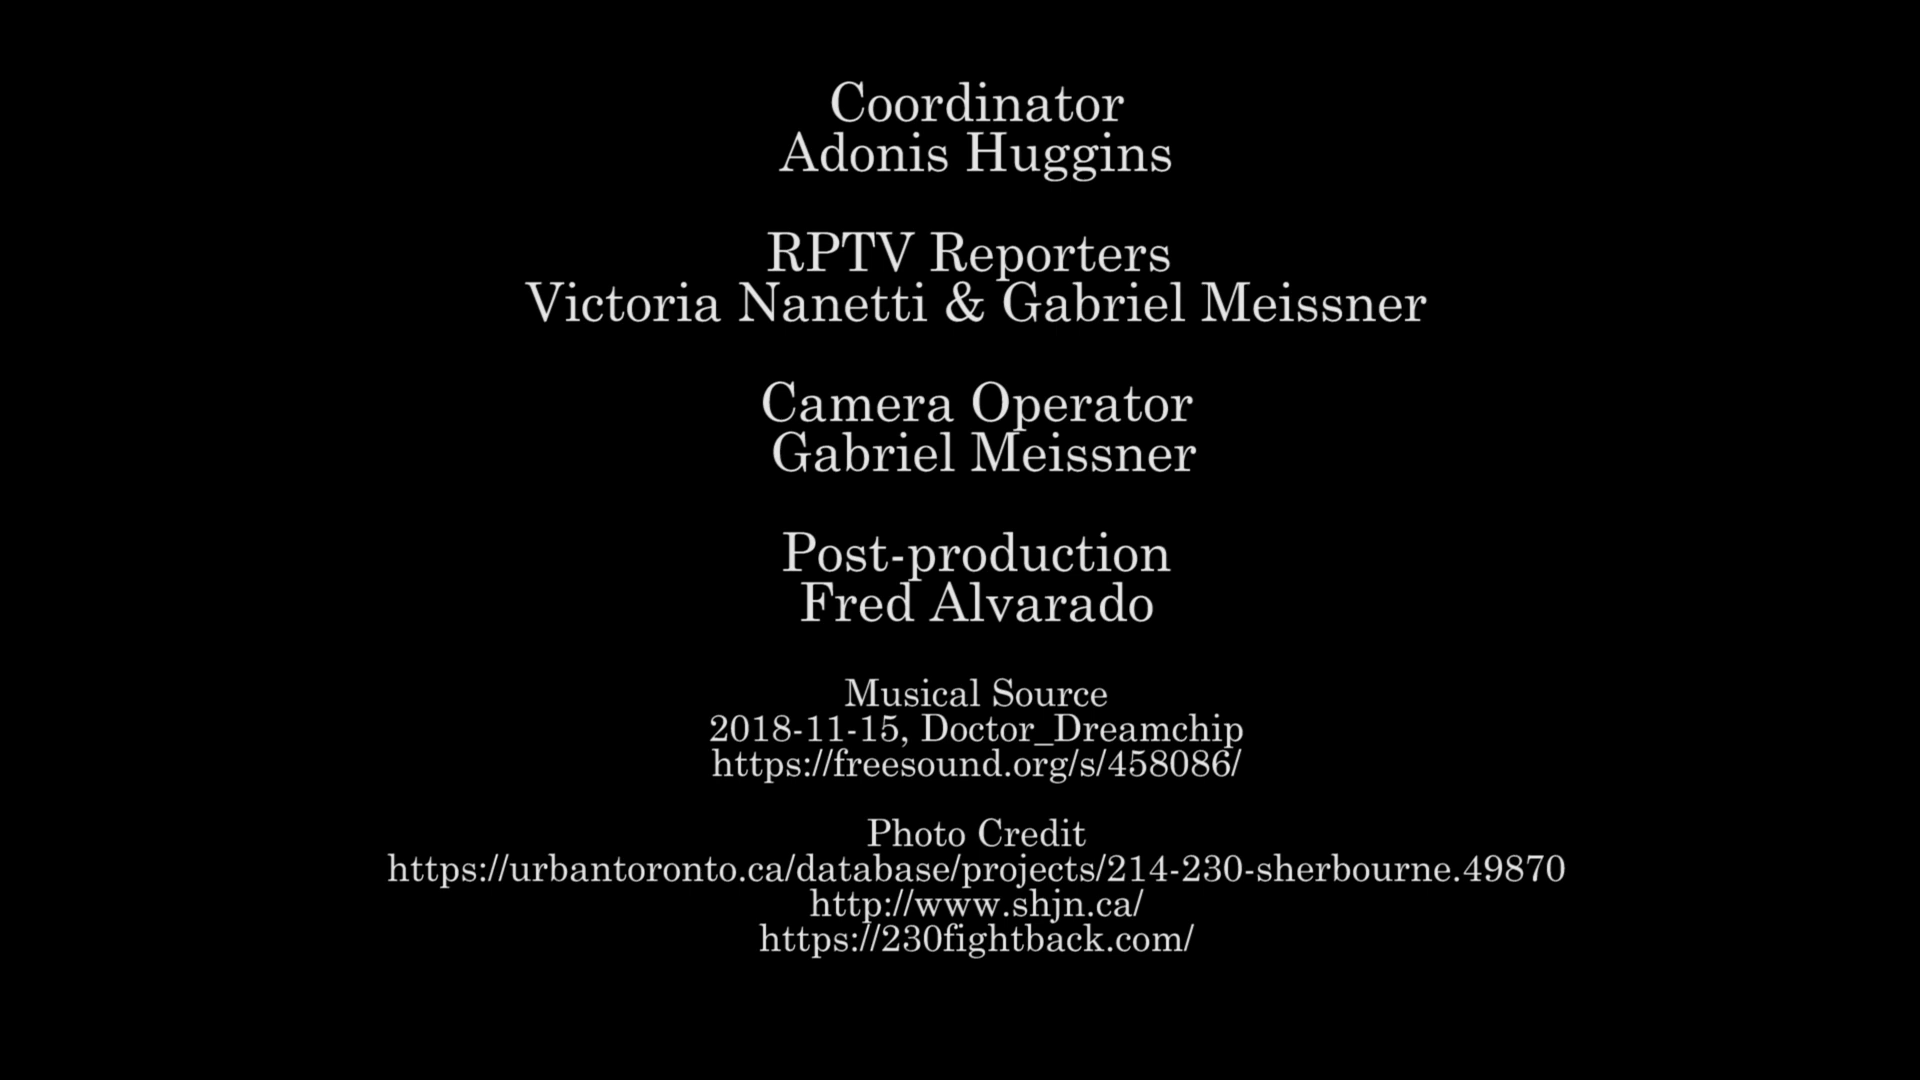 Coordinator
Adonis Huggins
RPTV Reporters
Victoria Nanetti & Gabriel Meissner
Camera Operator
Gabriel Meissner
Post-production
Fred Alvarado
Musical Source
2018-11-15, Doctor_Dreamchip
https://freesound.org/s/458086/
Photo Credit
https://urbantoronto.ca/database/projects/214-230-sherbourne.49870
http://www.shjn.ca/
https://230fightback.com/